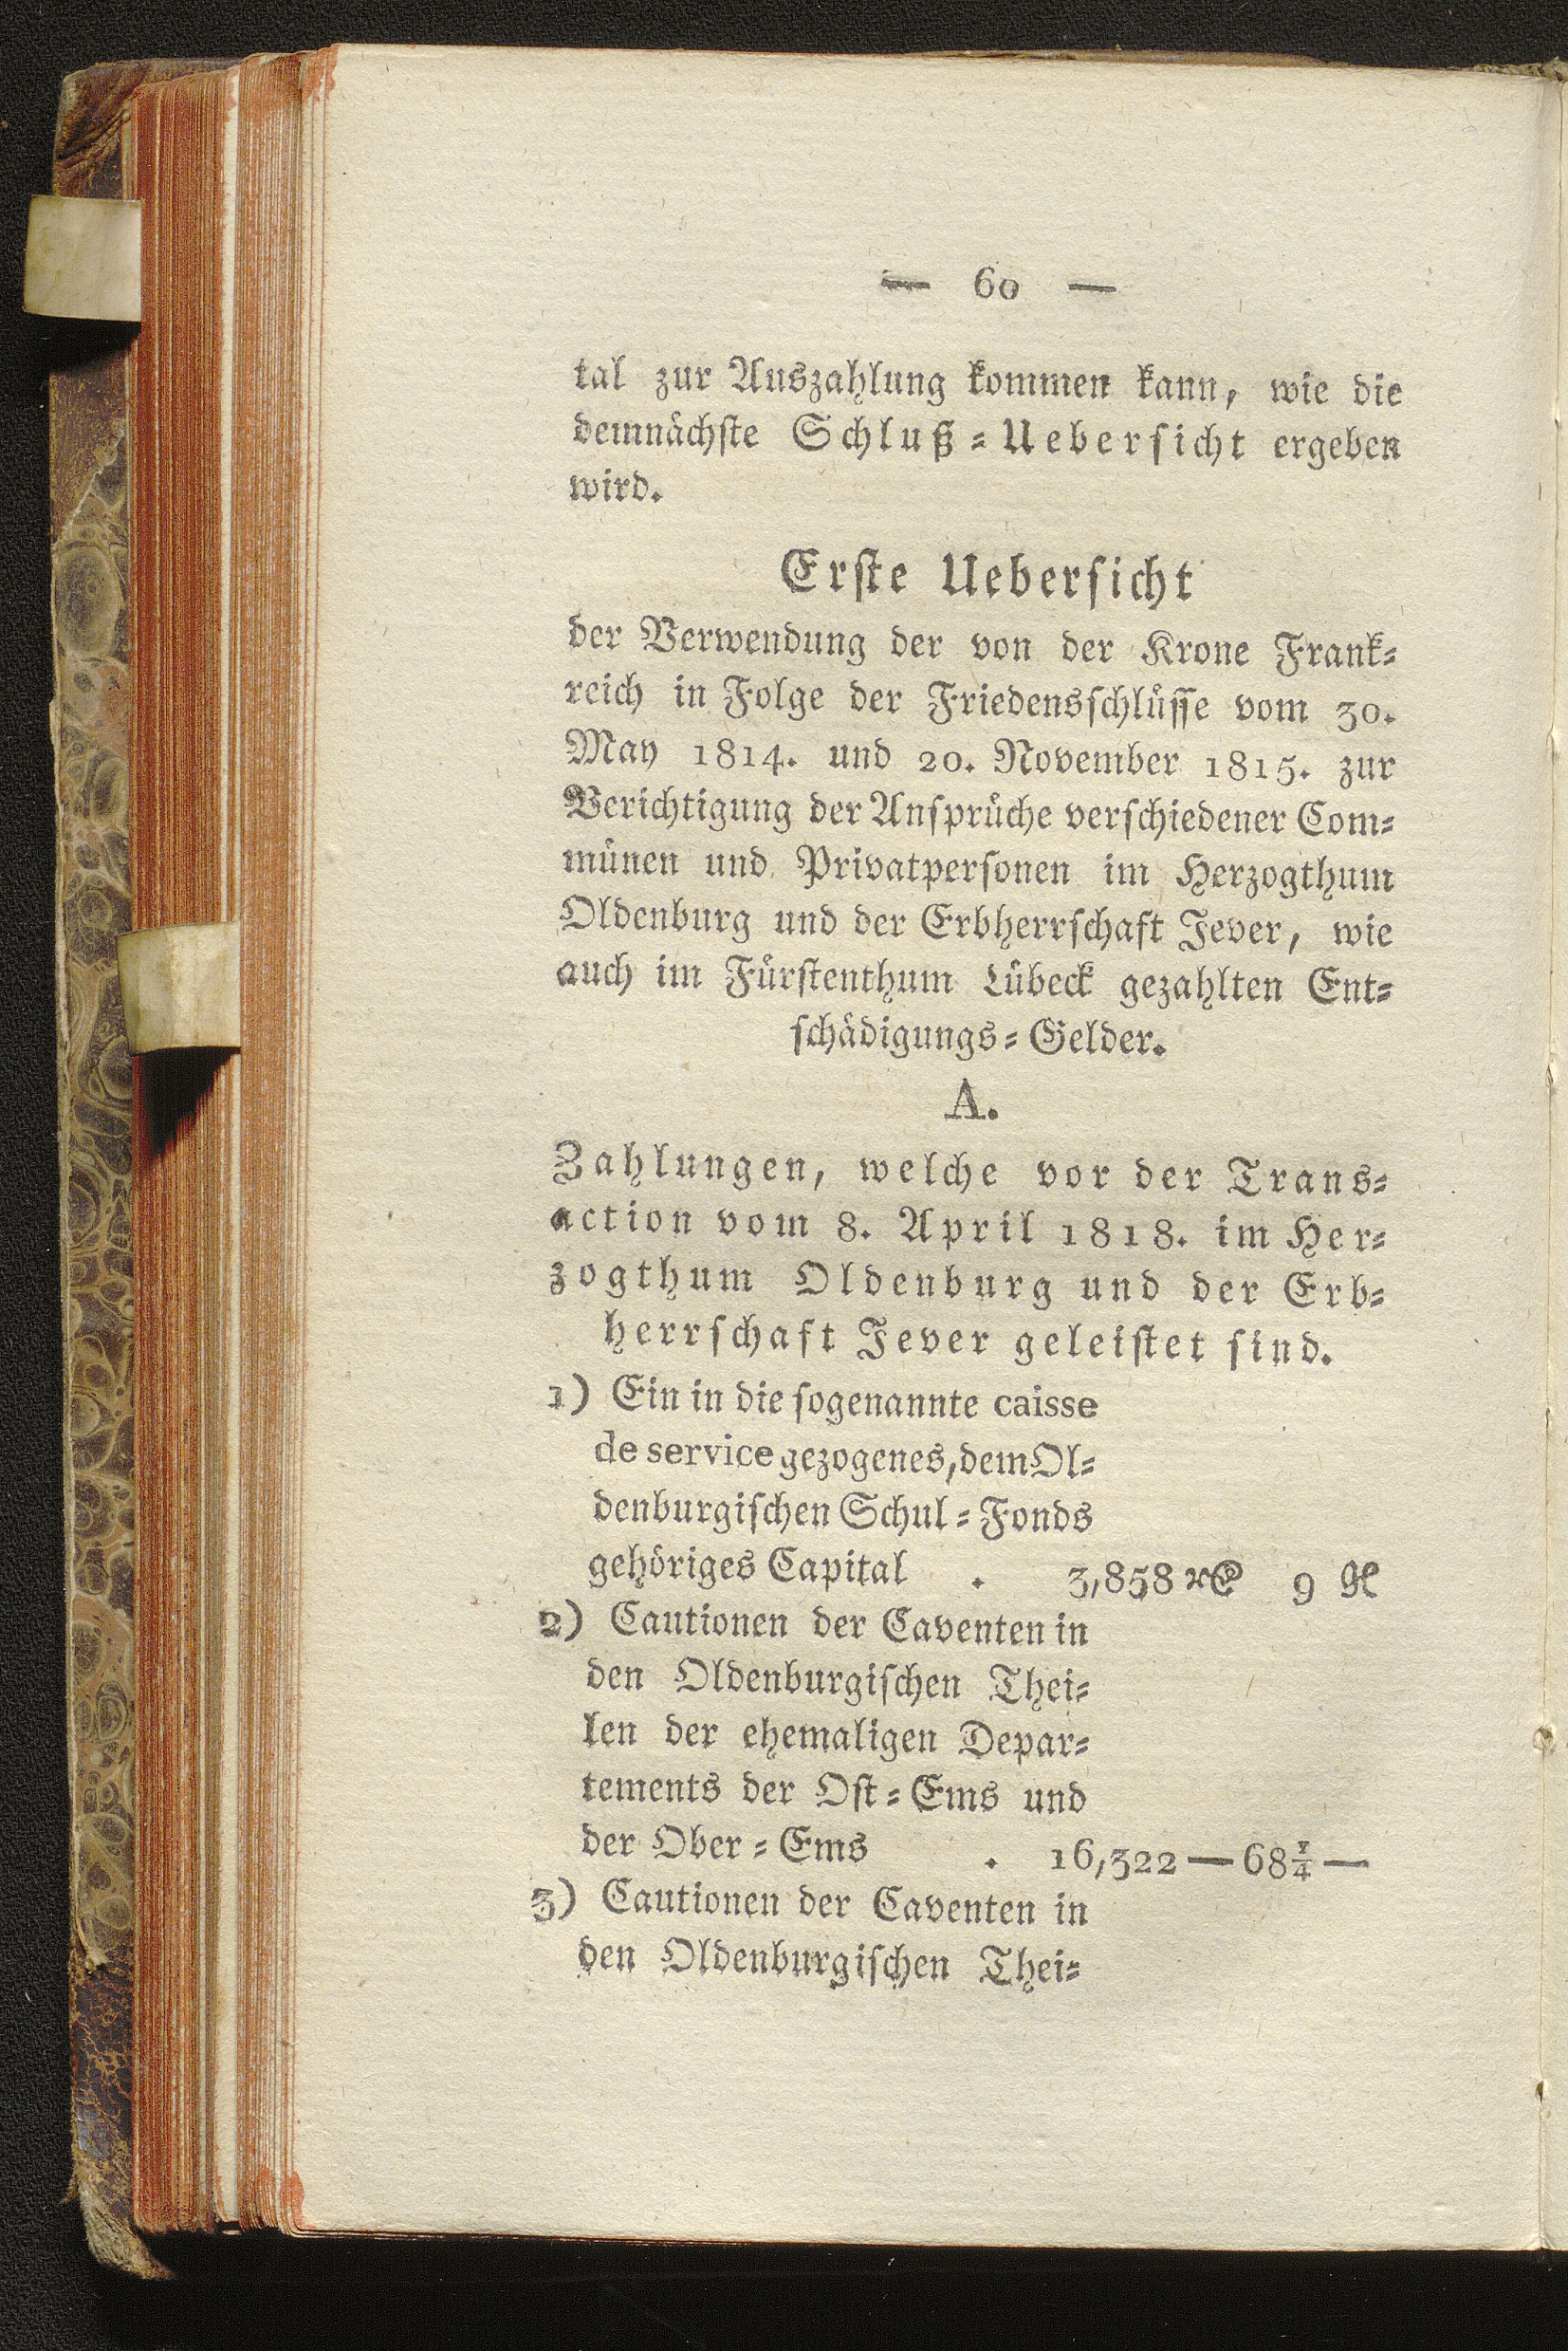 — 60 —
tal zur Auszahlung kommen kann, wie die
demnächste Schluß-Uebersicht ergeben
wird.
Erste Uebersicht
der Verwendung der von der Krone Frank-
reich in Folge der Friedensschlüsse vom 30.
May 1814. und 20. November 1815. zur
Berichtigung der Ansprüche verschiedener Com-
münen und Privatpersonen im Herzogthum
Oldenburg und der Erbherrschaft Jever, wie
auch im Fürstenthum Lübeck gezahlten Ent-
schädigungs-Gelder.
A.
Zahlungen, welche vor der Trans-
action vom 8. April 1818. im Her-
zogthum Oldenburg und der Erb-
herrschaft Jever geleistet sind.
1) Ein in die sogenannte caisse
de service gezogenes, dem Ol-
denburgischen Schul-Fonds
gehöriges Capital . 3,858 9
2) Cautionen der Caventen in
den Oldenburgischen Thei-
len der ehemaligen Depar-
tements der Ost-Ems und
der Ober-Ems . 16,322 — 68¼ —
3) Cautionen der Caventen in
den Oldenburgischen Thei-